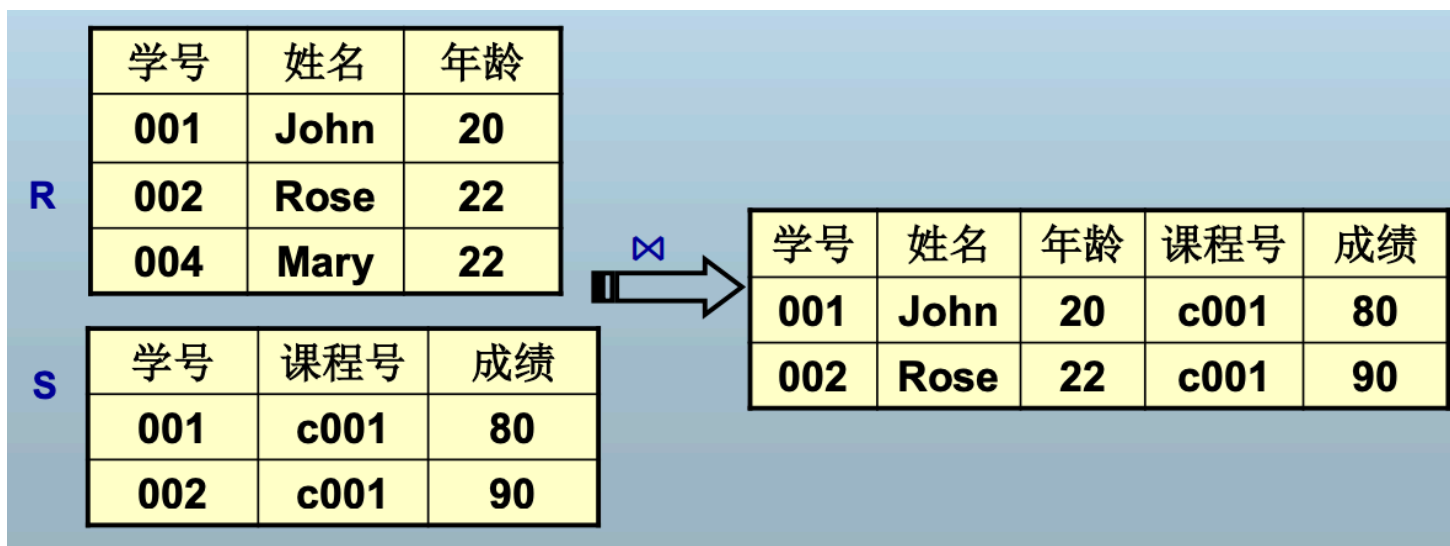 R
学号 姓名 年龄
001 John 20
002 Rose 22
004 Mary 22
S
学号 课程号 成绩
001 c001 80
002 c001 90
⋈
学号 姓名 年龄 课程号 成绩
001 John 20 c001 80
002 Rose 22 c001 90